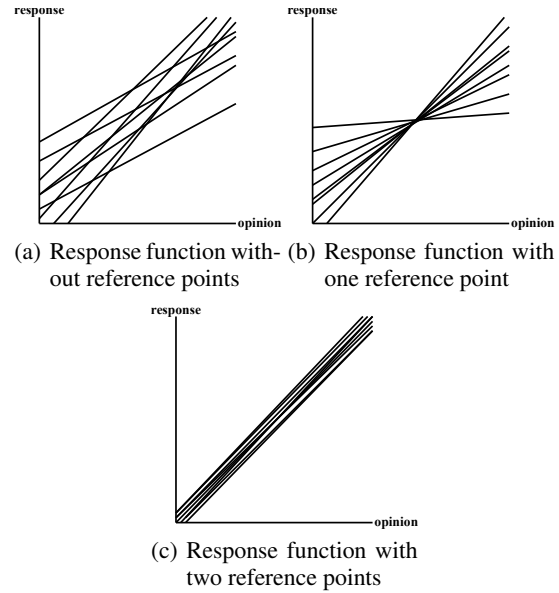 response
response
opinion
opinion
(a) Response function with-
out reference points
(b) Response function with
one reference point
response
opinion
(c) Response function with
two reference points